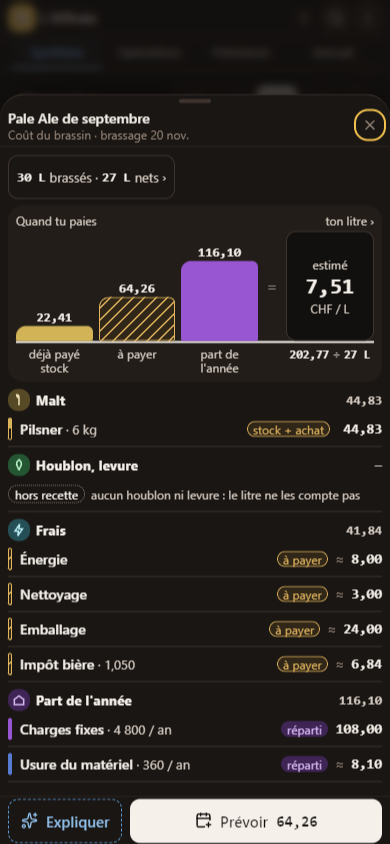 Pale Ale de septembre
Coût du brassin · brassage 20 nov.
30 L brassés · 27 L nets ›
Quand tu paies
ton litre ›
22,41
64,26
116,10
=
estimé
7,51
CHF / L
déjà payé
stock
à payer
part de
l'année
202,77 ÷ 27 L
Malt 44,83
Pilsner · 6 kg stock + achat 44,83
Houblon, levure –
hors recette aucun houblon ni levure : le litre ne les compte pas
Frais 41,84
Énergie à payer ≈ 8,00
Nettoyage à payer ≈ 3,00
Emballage à payer ≈ 24,00
Impôt bière · 1,050 à payer ≈ 6,84
Part de l'année 116,10
Charges fixes · 4 800 / an réparti 108,00
Usure du matériel · 360 / an réparti ≈ 8,10
Expliquer
Prévoir 64,26